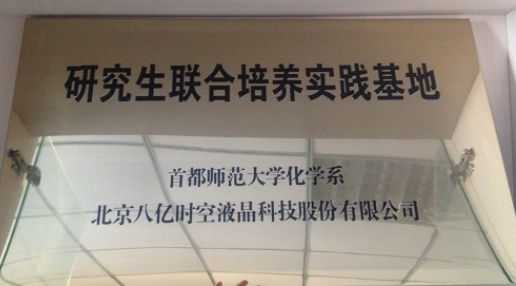 研究生联合培养实践基地
首都师范大学化学系
北京八亿时空液晶科技股份有限公司